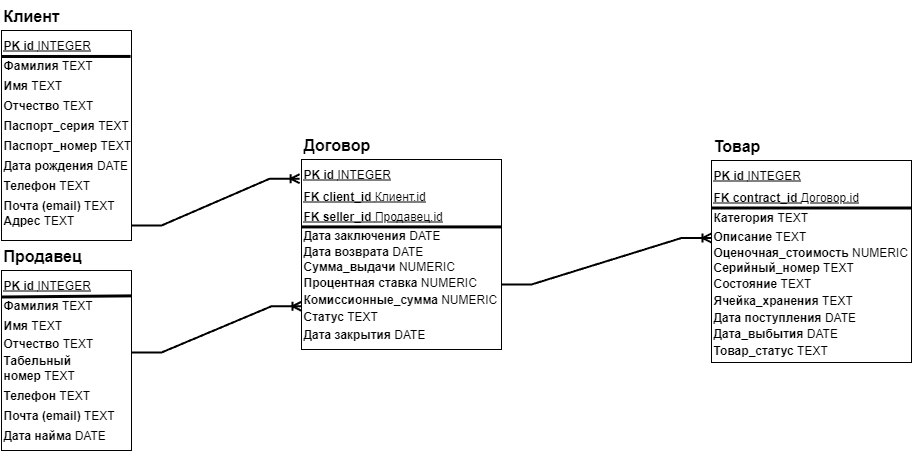 Клиент
PK id INTEGER
Фамилия TEXT
Имя TEXT
Отчество TEXT
Паспорт_серия TEXT
Паспорт_номер TEXT
Дата рождения DATE
Телефон TEXT
Почта (email) TEXT
Адрес TEXT
Продавец
PK id INTEGER
Фамилия TEXT
Имя TEXT
Отчество TEXT
Табельный
номер TEXT
Телефон TEXT
Почта (email) TEXT
Дата найма DATE
Договор
PK id INTEGER
FK client_id Клиент.id
FK seller_id Продавец.id
Дата заключения DATE
Дата возврата DATE
Сумма_выдачи NUMERIC
Процентная ставка NUMERIC
Комиссионные_сумма NUMERIC
Статус TEXT
Дата закрытия DATE
Товар
PK id INTEGER
FK contract_id Договор.id
Категория TEXT
Описание TEXT
Оценочная_стоимость NUMERIC
Серийный_номер TEXT
Состояние TEXT
Ячейка_хранения TEXT
Дата поступления DATE
Дата_выбытия DATE
Товар_статус TEXT